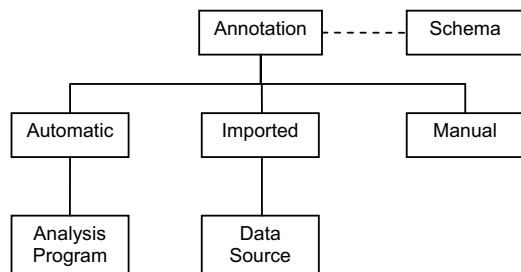 Annotation
Schema
Automatic
Imported
Manual
Analysis
Program
Data
Source